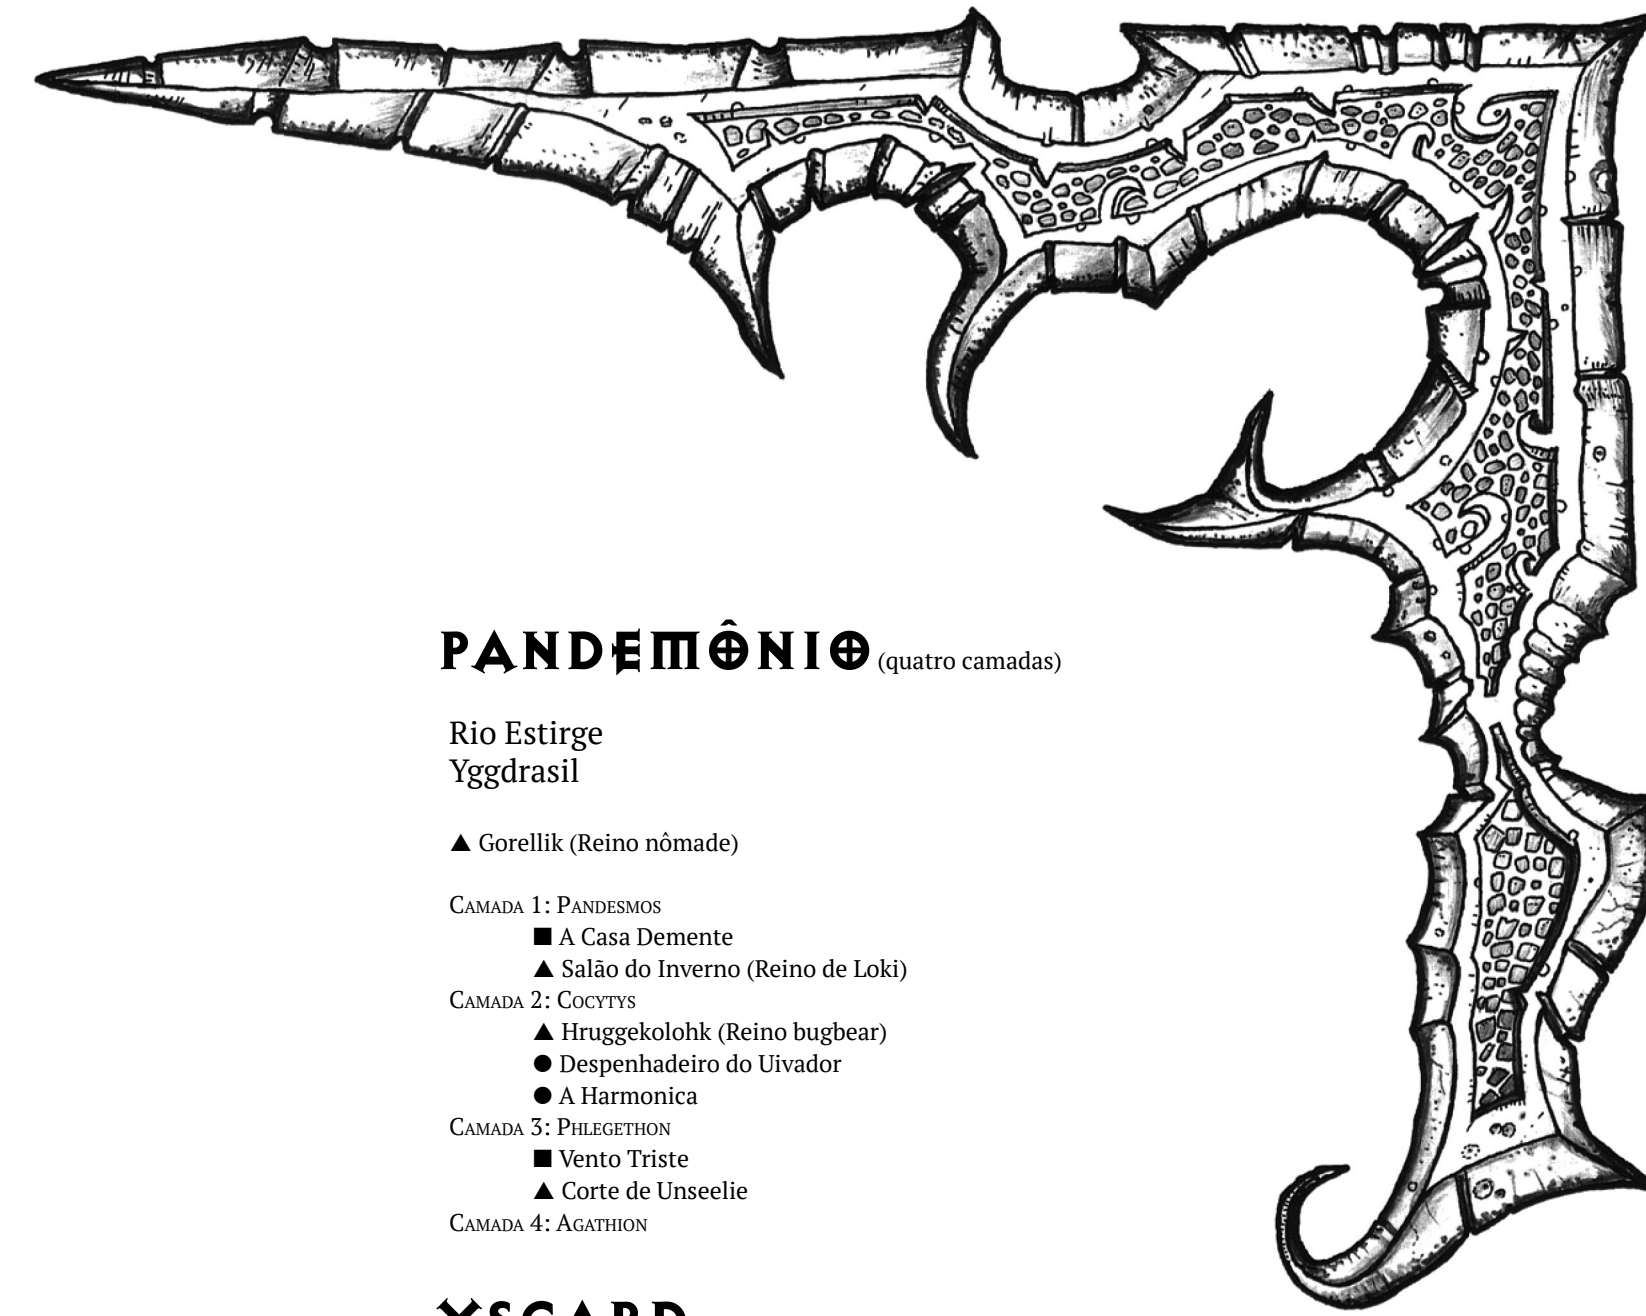 PANDEMÔNIO (quatro camadas)
Rio Estirge
Yggdrasil
▲ Gorellik (Reino nômade)
Camada 1: Pandesmos
■ A Casa Demente
▲ Salão do Inverno (Reino de Loki)
Camada 2: Cocytys
▲ Hruggekolohk (Reino bugbear)
● Despenhadeiro do Uivador
● A Harmonica
Camada 3: Phlegethon
■ Vento Triste
▲ Corte de Unseelie
Camada 4: Agathion
YSGARD